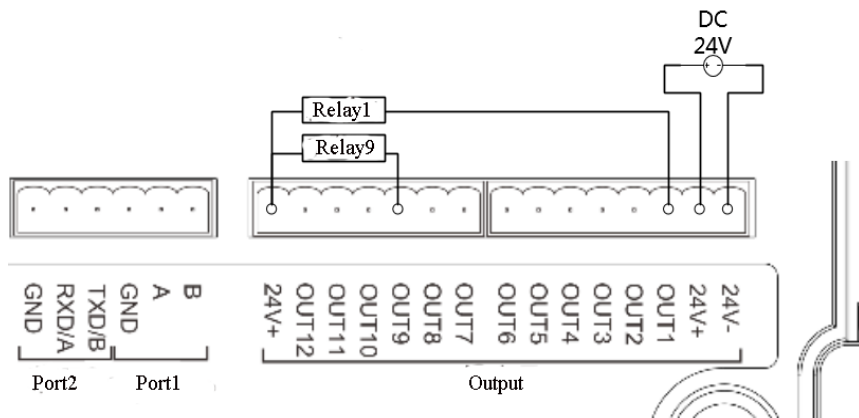 DC
24V
Relay1
Relay9
GND
RXD/A
TXD/B
GND
A
B
24V+
OUT12
OUT11
OUT10
OUT9
OUT8
OUT7
OUT6
OUT5
OUT4
OUT3
OUT2
OUT1
24V+
24V-
Port2
Port1
Output